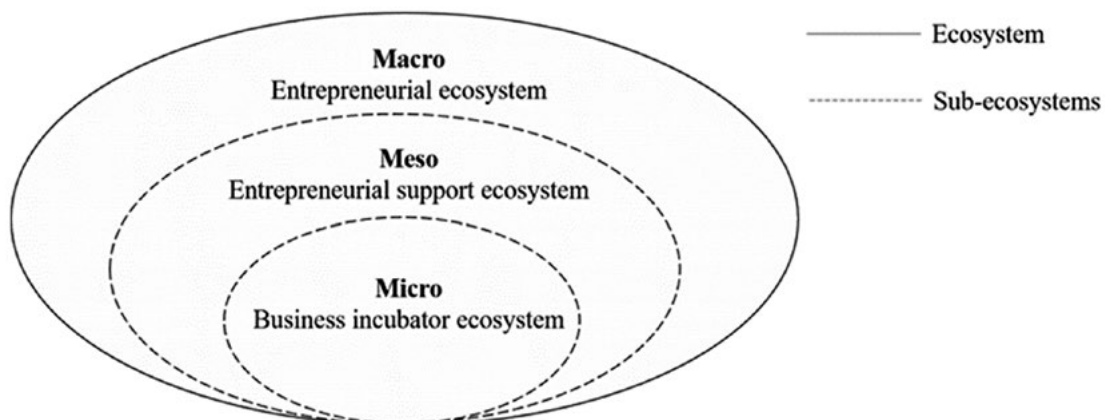 Macro
Entrepreneurial ecosystem
Meso
Entrepreneurial support ecosystem
Micro
Business incubator ecosystem
Ecosystem
Sub-ecosystems